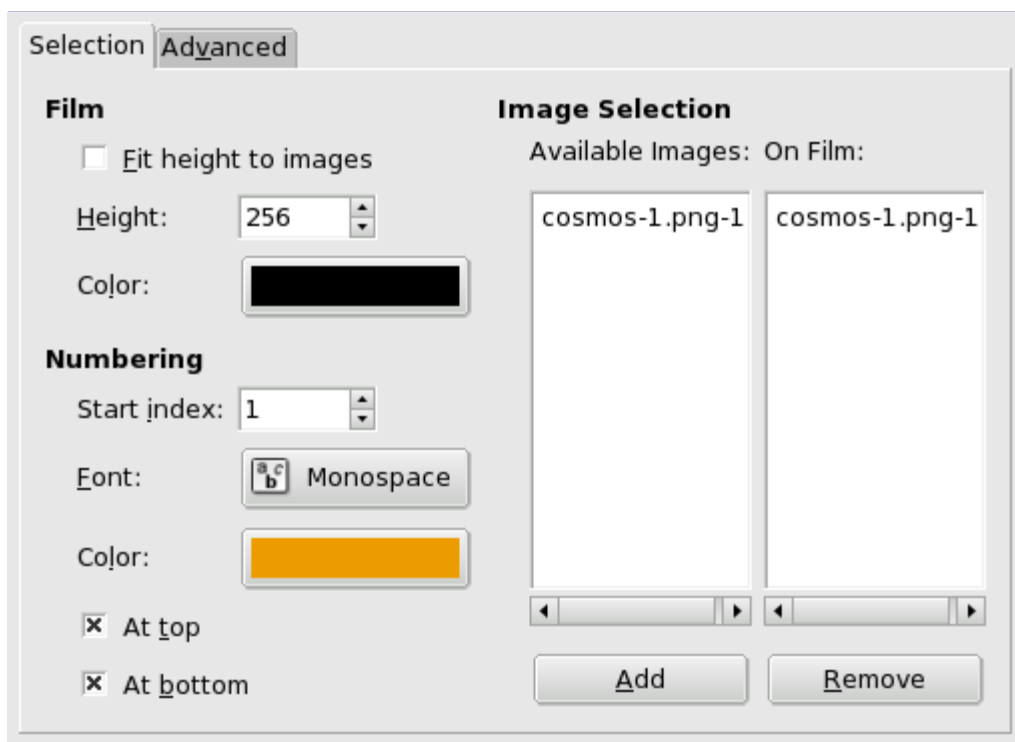 Selection Advanced
Film
Fit height to images
Height: 256
Color:
Numbering
Start index: 1
Font: abc Monospace
Color:
At top
At bottom
Image Selection
Available Images: On Film:
cosmos-1.png-1 cosmos-1.png-1
Add Remove